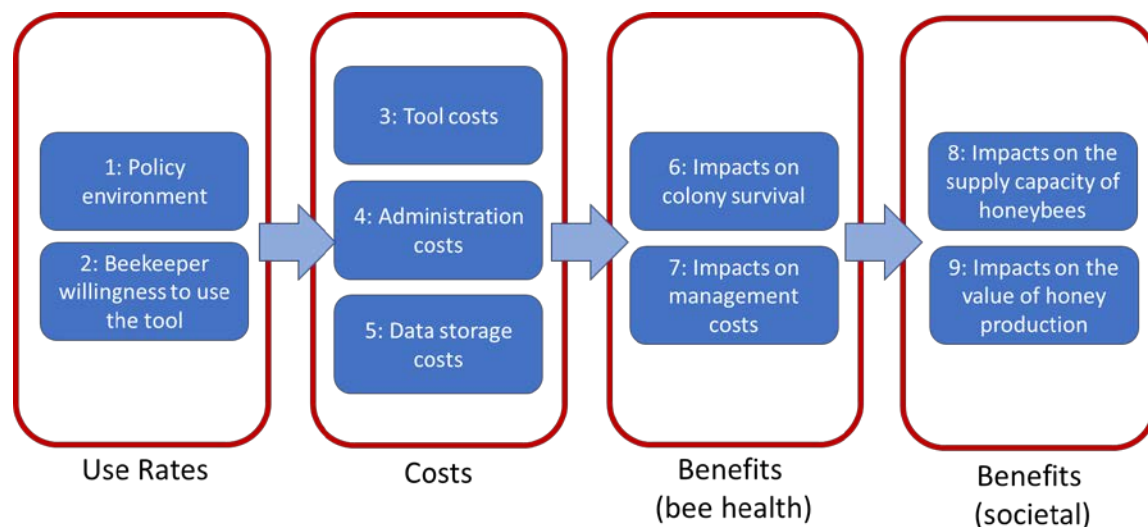 1: Policy
environment
2: Beekeeper
willingness to use
the tool
Use Rates
3: Tool costs
4: Administration
costs
5: Data storage
costs
Costs
6: Impacts on
colony survival
7: Impacts on
management
costs
Benefits
(bee health)
8: Impacts on the
supply capacity of
honeybees
9: Impacts on the
value of honey
production
Benefits
(societal)